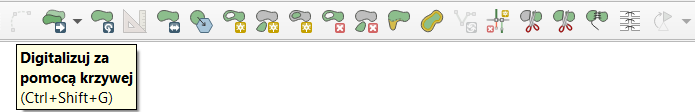 Digitalizuj za
pomocą krzywej
(Ctrl+Shift+G)